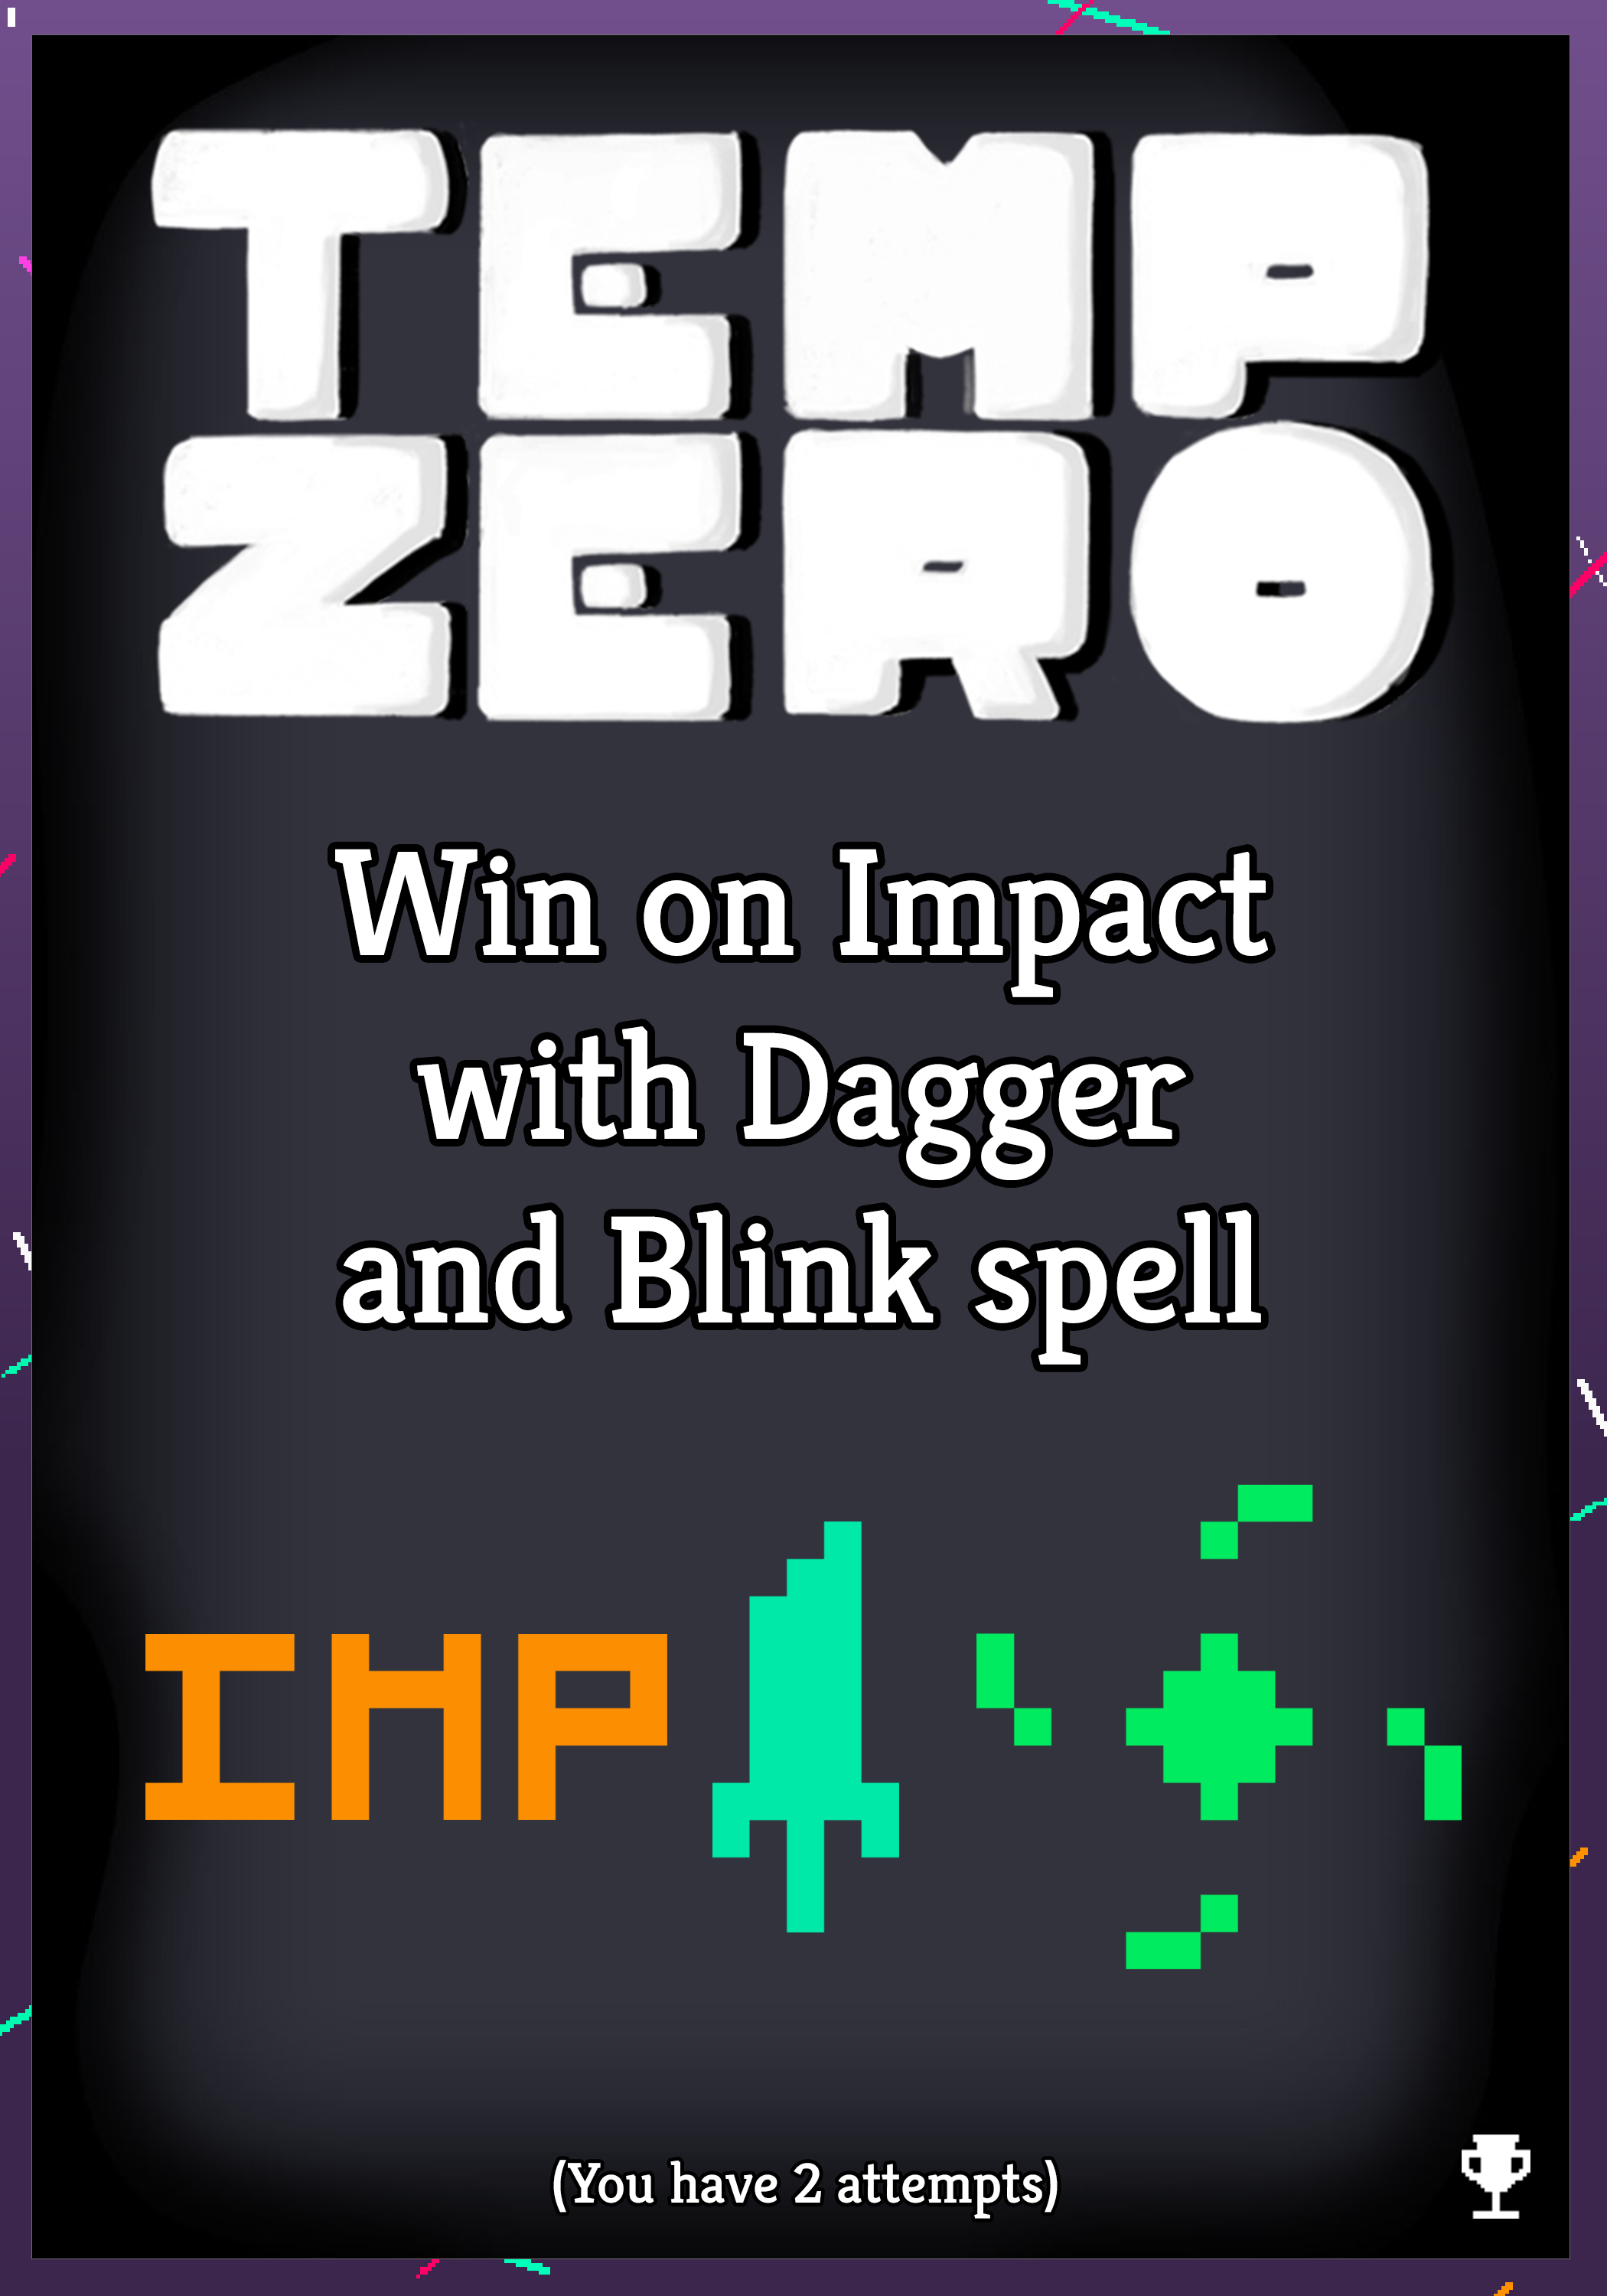 TEMP
ZERO
Win on Impact
with Dagger
and Blink spell
IMP
(You have 2 attempts)